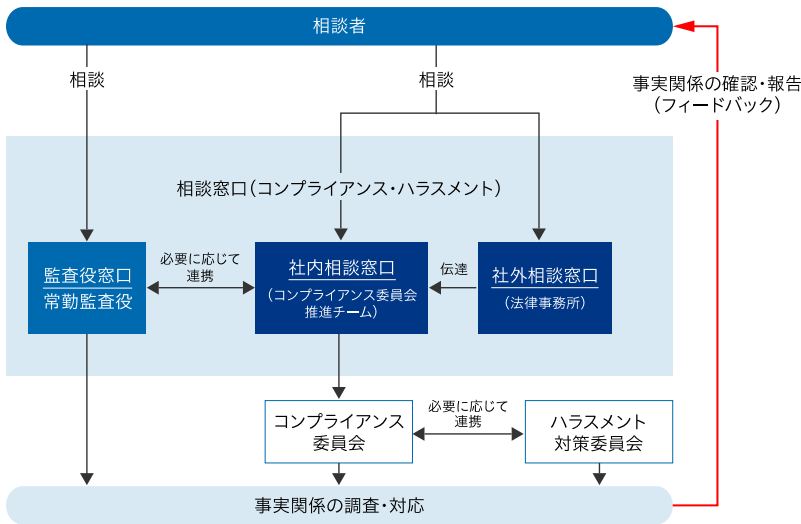 相談者
相談
相談
事実関係の確認・報告
（フィードバック）
相談窓口（コンプライアンス・ハラスメント）
監査役窓口
常勤監査役
必要に応じて
連携
社内相談窓口
（コンプライアンス委員会
推進チーム）
伝達
社外相談窓口
（法律事務所）
コンプライアンス
委員会
必要に応じて
連携
ハラスメント
対策委員会
事実関係の調査・対応